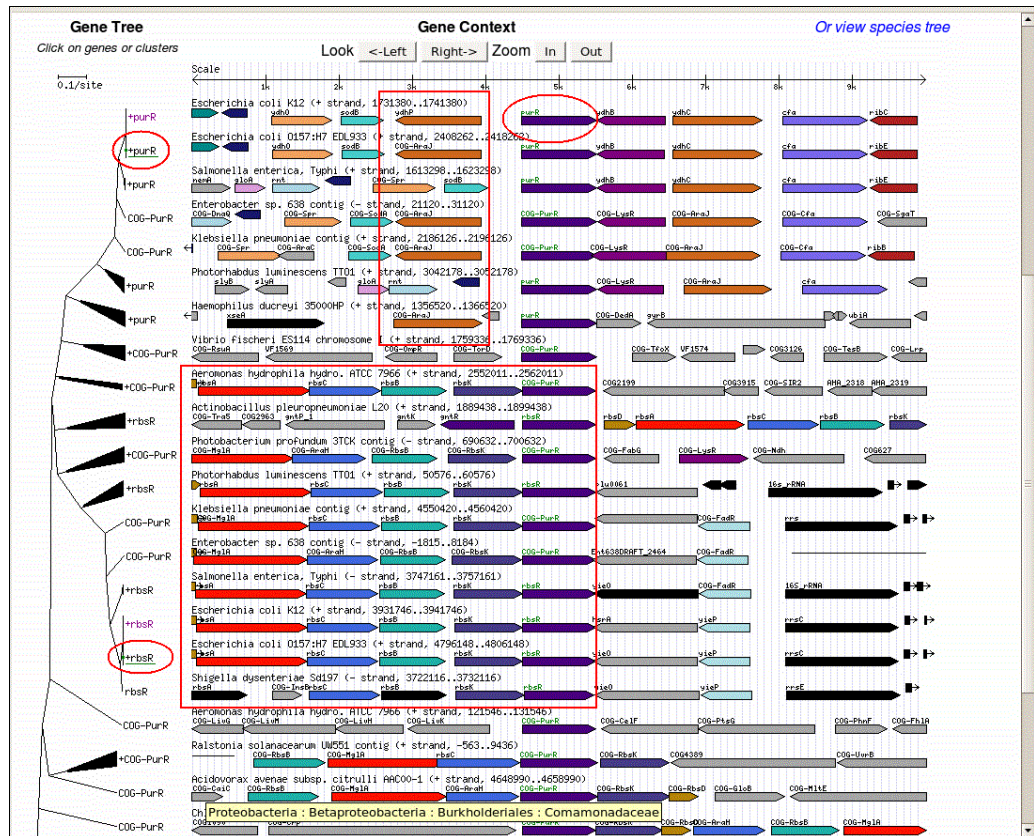 Gene Tree Gene Context Or view species tree
Click on genes or clusters
Look <-Left Right-> Zoom In Out
0.1/site
Scale
1k 2k 3k 4k 5k 6k 7k 8k 9k
Escherichia coli K12 (+ strand, 1731380..1741380)
+purR ydhO sodB ydhP purR ydhB ydhC cfa ribC
Escherichia coli O157:H7 EDL933 (+ strand, 2408262..2418262)
+purR ydhO sodB COG-AraJ purR ydhB ydhC cfa ribE
Salmonella enterica, Typhi (+ strand, 1613298..1623298)
+purR nemA gloA rnt COG-Spr sodB purR ydhB ydhC cfa ribE
Enterobacter sp. 638 contig (- strand, 21120..31120)
COG-PurR COG-DnaQ COG-Spr COG-SodA COG-AraJ COG-PurR COG-LysR COG-AraJ COG-Cfa COG-SgaT
Klebsiella pneumoniae contig (+ strand, 2186126..2196126)
COG-PurR COG-Spr COG-AraC COG-SodA COG-AraJ COG-PurR COG-LysR COG-AraJ COG-Cfa ribB
Photorhabdus luminescens TTO1 (+ strand, 3042178..3052178)
+purR slyB slyA gloA rnt purR COG-LysR COG-AraJ cfa
Haemophilus ducreyi 35000HP (+ strand, 1356520..1366520)
+purR xseA COG-AraJ purR COG-DedA gyrB ubiA
Vibrio fischeri ES114 chromosome I (+ strand, 1759336..1769336)
+COG-PurR COG-RsuA VF1569 COG-OmpR COG-TorD COG-PurR COG-TfoX VF1574 COG3126 COG-TesB COG-Lrp
Aeromonas hydrophila hydro. ATCC 7966 (+ strand, 2552011..2562011)
+COG-PurR rbsA rbsC rbsB rbsK COG-PurR COG2199 COG3915 COG-SIR2 AHA_2318 AHA_2319
Actinobacillus pleuropneumoniae L20 (+ strand, 1889438..1899438)
+rbsR COG-Tra5 COG2963 gntP_1 gntK gntR rbsR rbsD rbsA rbsC rbsB rbsK
Photobacterium profundum 3TCK contig (- strand, 690632..700632)
+COG-PurR COG-MglA COG-AraH COG-RbsB COG-RbsK COG-PurR COG-FabG COG-LysR COG-Ndh COG627
Photorhabdus luminescens TTO1 (+ strand, 50576..60576)
+rbsR rbsA rbsC rbsB rbsK rbsR plu0061 16s_rRNA
Klebsiella pneumoniae contig (+ strand, 4550420..4560420)
COG-PurR COG-MglA rbsC rbsB rbsK COG-PurR COG-FadR rrs
Enterobacter sp. 638 contig (- strand, -1815..8184)
COG-PurR COG-MglA COG-AraH COG-RbsB COG-RbsK COG-PurR Ent638DRAFT_2464 COG-FadR
Salmonella enterica, Typhi (- strand, 3747161..3757161)
+rbsR rbsA rbsC rbsB rbsK rbsR yieO COG-FadR 16S_rRNA
Escherichia coli K12 (+ strand, 3931746..3941746)
+rbsR rbsA rbsC rbsB rbsK rbsR hsrA yieP rrsC
Escherichia coli O157:H7 EDL933 (+ strand, 4796148..4806148)
+rbsR rbsA rbsC rbsB rbsK rbsR yieO yieP rrsC
Shigella dysenteriae Sd197 (- strand, 3722116..3732116)
rbsR rbsA rbsC rbsB rbsK rbsR yieO yieP rrsE
Aeromonas hydrophila hydro. ATCC 7966 (+ strand, 121546..131546)
COG-PurR COG-LivG COG-LivM COG-LivH COG-LivK COG-PurR COG-CelF COG-PtsG COG-PhnF COG-FhlA
Ralstonia solanacearum UW551 contig (+ strand, -563..9436)
+COG-PurR COG-RbsB COG-MglA rbsC COG-PurR COG-RbsK COG4389 COG-UvrB
Acidovorax avenae subsp. citrulli AAC00-1 (+ strand, 4648990..4658990)
COG-PurR COG-CaiC COG-RbsB COG-MglA COG-AraH COG-PurR COG-RbsK COG-RbsD COG-GloB COG-MltE
Proteobacteria : Betaproteobacteria : Burkholderiales : Comamonadaceae
COG-PurR COG-PurR COG-RbsK COG-AraH COG-RbsB COG-MglA